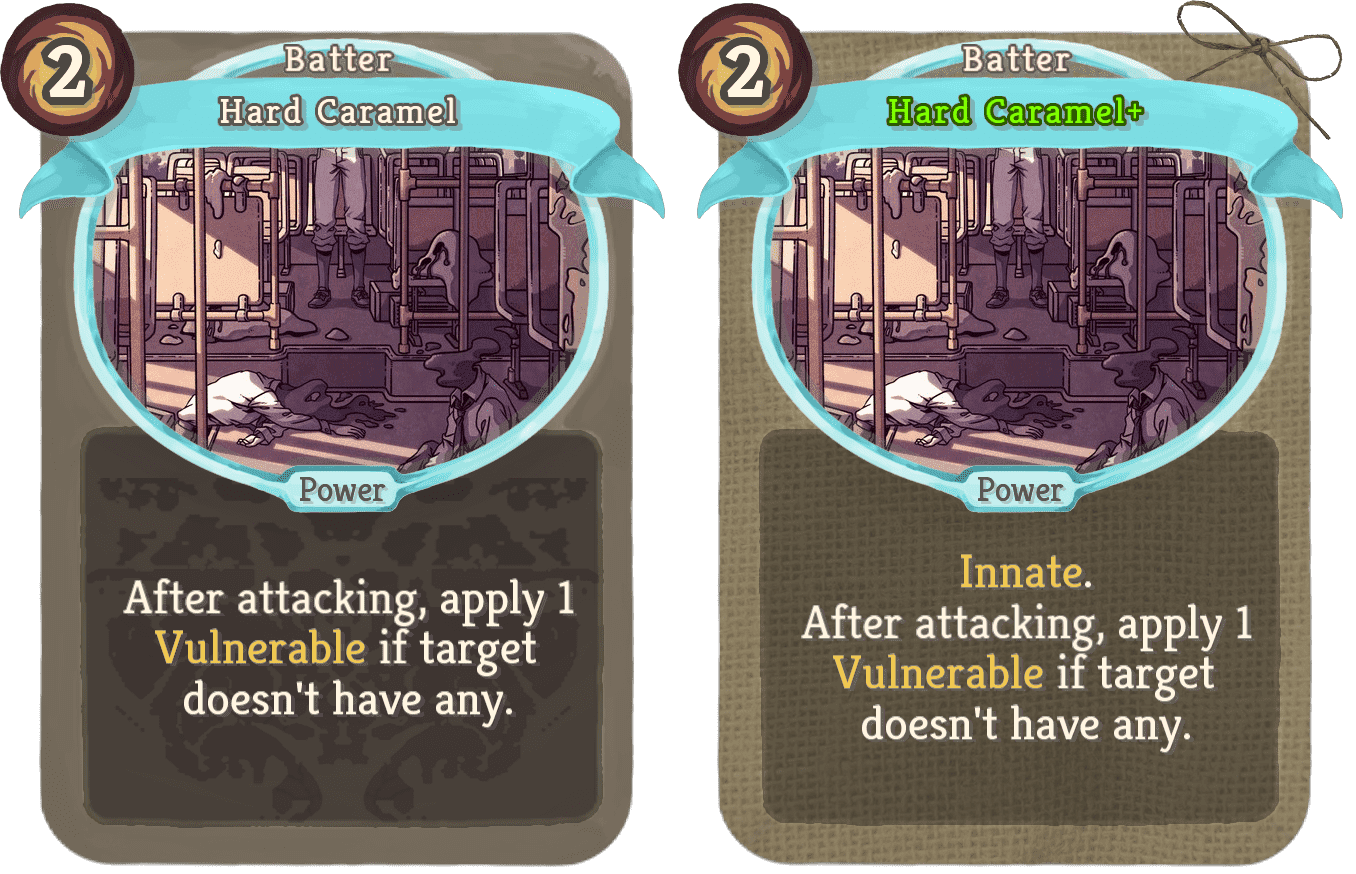 2
Batter
Hard Caramel
Power
After attacking, apply 1
Vulnerable if target
doesn't have any.
2
Batter
Hard Caramel+
Power
Innate.
After attacking, apply 1
Vulnerable if target
doesn't have any.